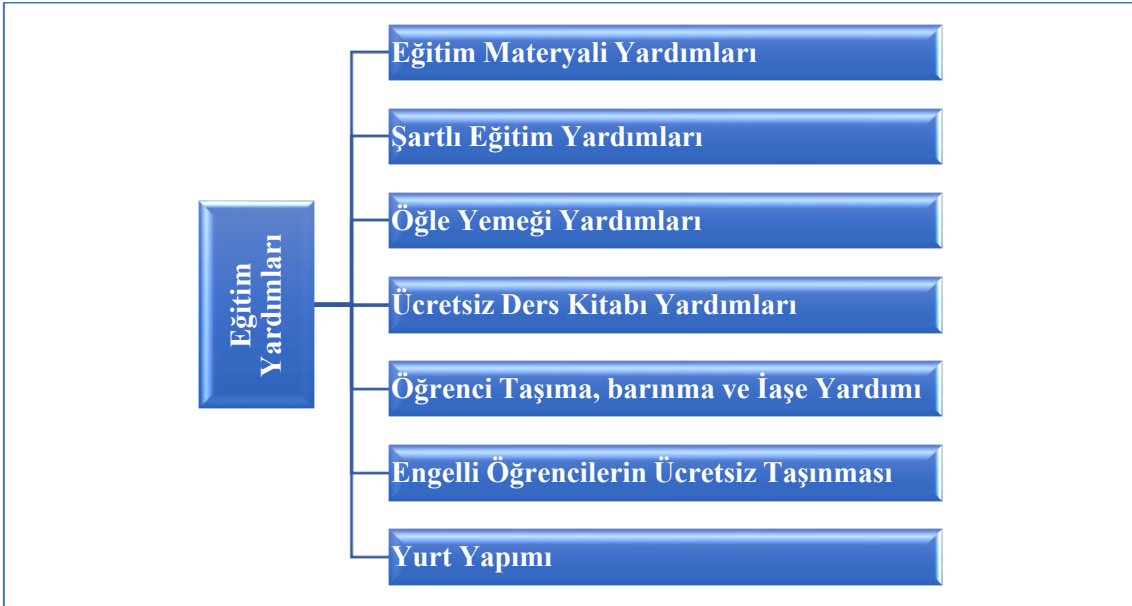 Eğitim Materyali Yardımları
Şartlı Eğitim Yardımları
Öğle Yemeği Yardımları
Eğitim
Yardımları
Ücretsiz Ders Kitabı Yardımları
Öğrenci Taşıma, barınma ve İaşe Yardımı
Engelli Öğrencilerin Ücretsiz Taşınması
Yurt Yapımı